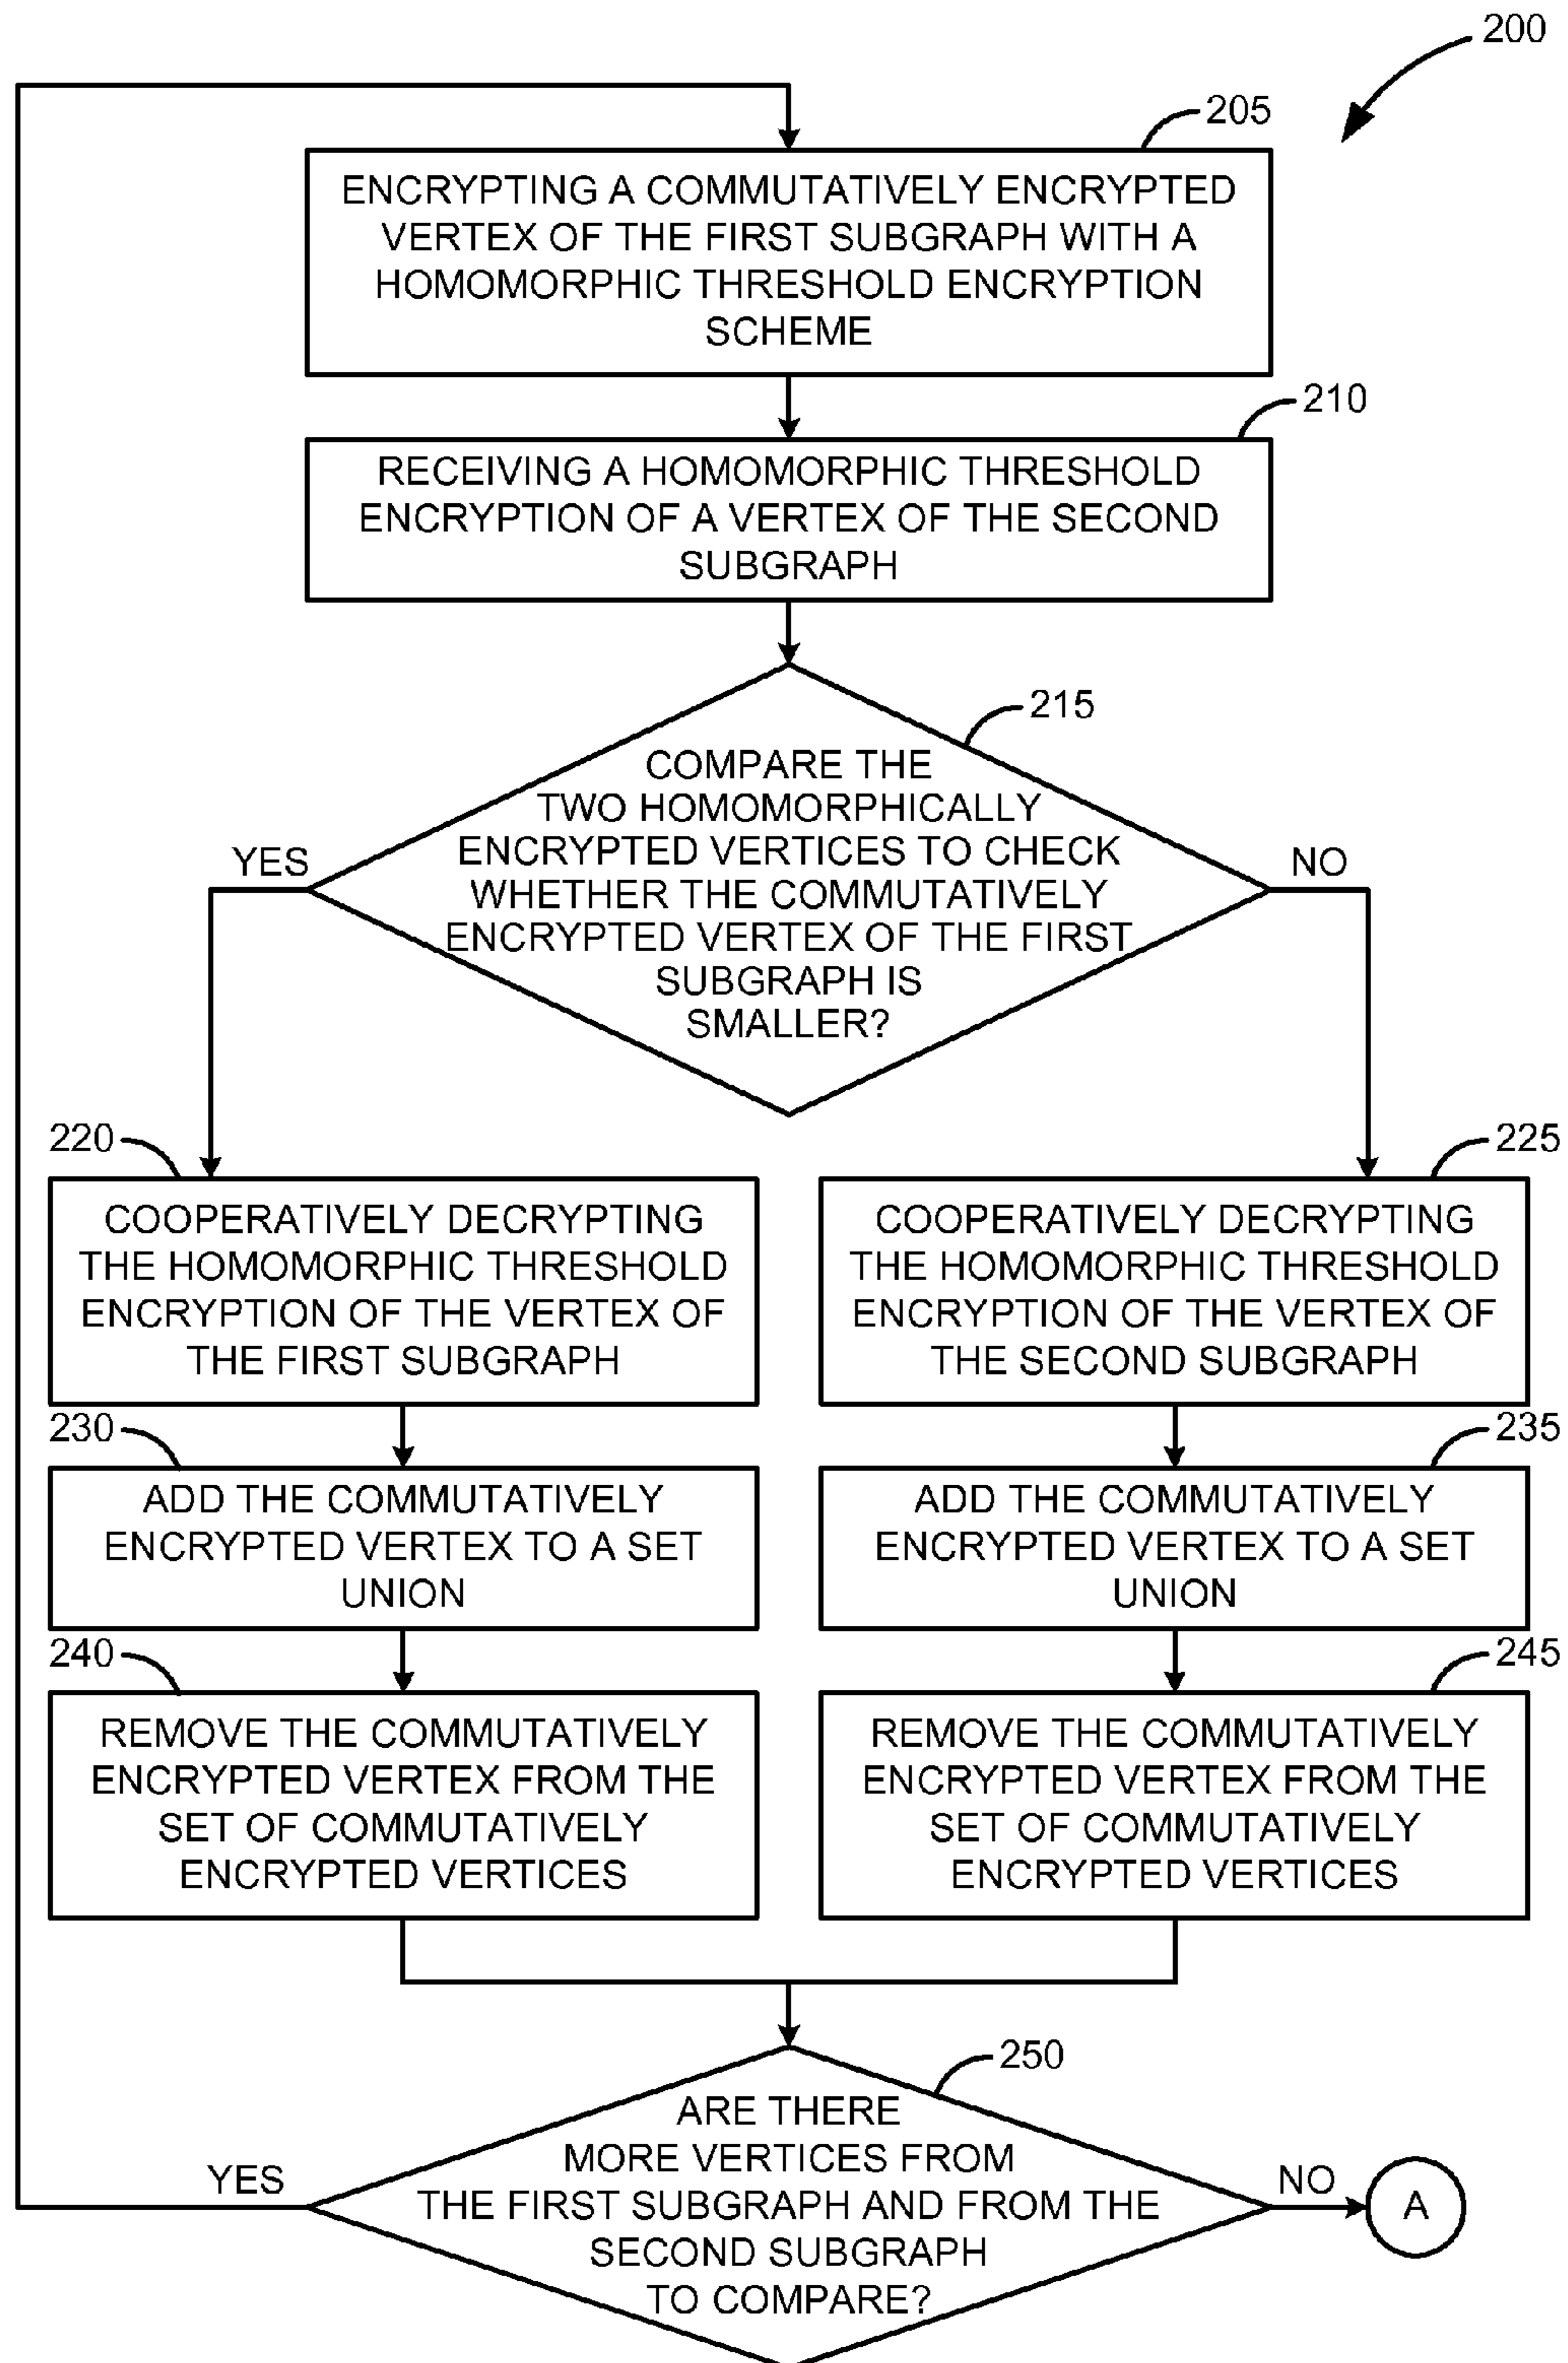 200
205
ENCRYPTING A COMMUTATIVELY ENCRYPTED
VERTEX OF THE FIRST SUBGRAPH WITH A
HOMOMORPHIC THRESHOLD ENCRYPTION
SCHEME
210
RECEIVING A HOMOMORPHIC THRESHOLD
ENCRYPTION OF A VERTEX OF THE SECOND
SUBGRAPH
215
COMPARE THE
TWO HOMOMORPHICALLY
ENCRYPTED VERTICES TO CHECK
WHETHER THE COMMUTATIVELY
ENCRYPTED VERTEX OF THE FIRST
SUBGRAPH IS
SMALLER?
YES
NO
220
COOPERATIVELY DECRYPTING
THE HOMOMORPHIC THRESHOLD
ENCRYPTION OF THE VERTEX OF
THE FIRST SUBGRAPH
225
COOPERATIVELY DECRYPTING
THE HOMOMORPHIC THRESHOLD
ENCRYPTION OF THE VERTEX OF
THE SECOND SUBGRAPH
230
ADD THE COMMUTATIVELY
ENCRYPTED VERTEX TO A SET
UNION
235
ADD THE COMMUTATIVELY
ENCRYPTED VERTEX TO A SET
UNION
240
REMOVE THE COMMUTATIVELY
ENCRYPTED VERTEX FROM THE
SET OF COMMUTATIVELY
ENCRYPTED VERTICES
245
REMOVE THE COMMUTATIVELY
ENCRYPTED VERTEX FROM THE
SET OF COMMUTATIVELY
ENCRYPTED VERTICES
250
ARE THERE
MORE VERTICES FROM
THE FIRST SUBGRAPH AND FROM THE
SECOND SUBGRAPH
TO COMPARE?
YES
NO
A